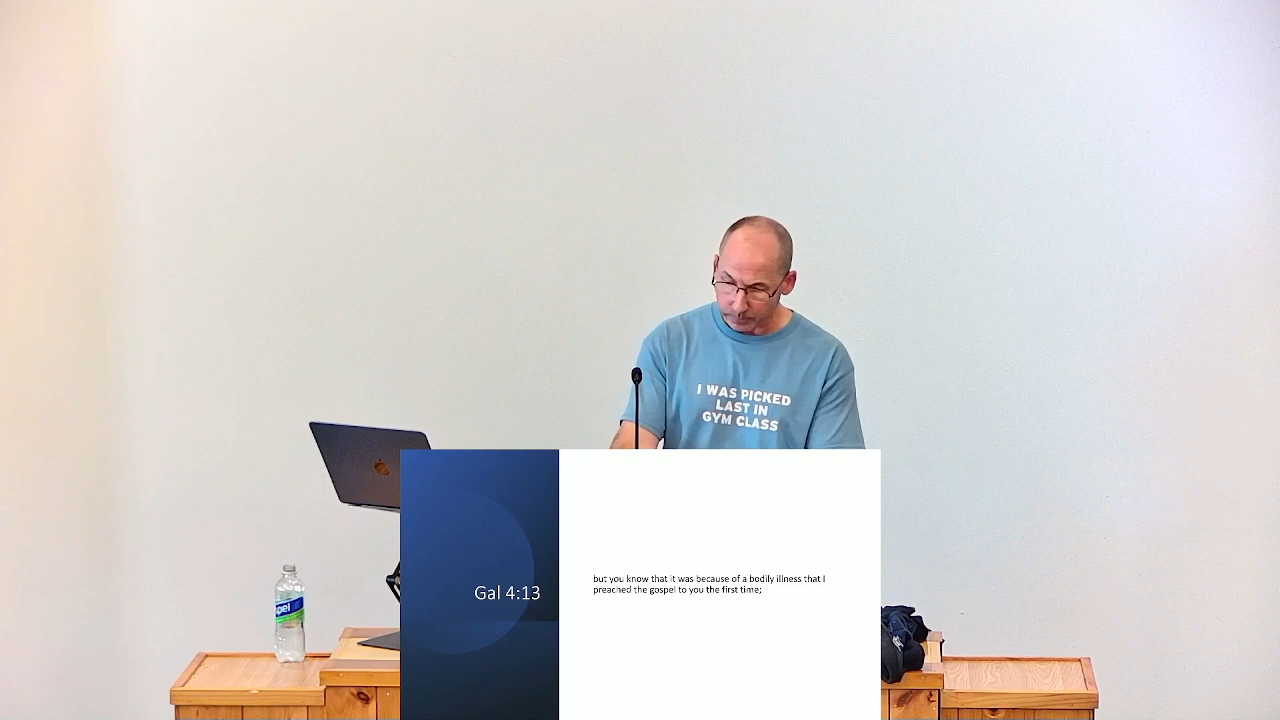 I WAS PICKED
LAST IN
GYM CLASS
Gal 4:13
but you know that it was because of a bodily illness that I
preached the gospel to you the first time;